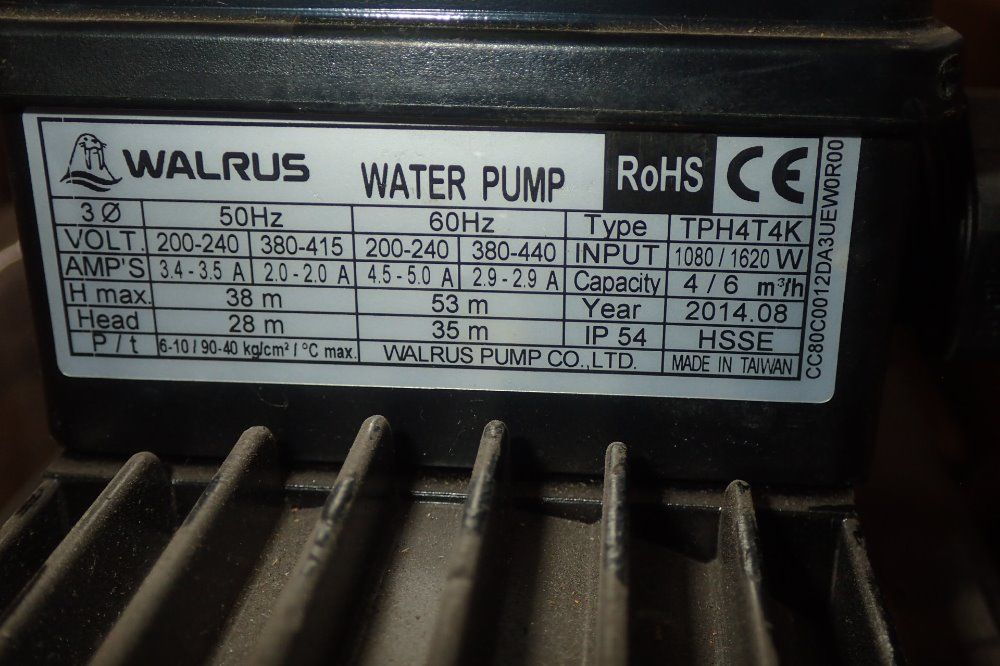 WALRUS WATER PUMP RoHS CE
3 Ø 50Hz 60Hz Type TPH4T4K
VOLT. 200-240 380-415 200-240 380-440 INPUT 1080 / 1620 W
AMP'S 3.4 - 3.5 A 2.0 - 2.0 A 4.5 - 5.0 A 2.9 - 2.9 A Capacity 4 / 6 m³/h
H max. 38 m 53 m Year 2014.08
Head 28 m 35 m IP 54 HSSE
P / t 6-10 / 90-40 kg/cm² / °C max. WALRUS PUMP CO.,LTD. MADE IN TAIWAN
CC80C0012DA3UEW0R00